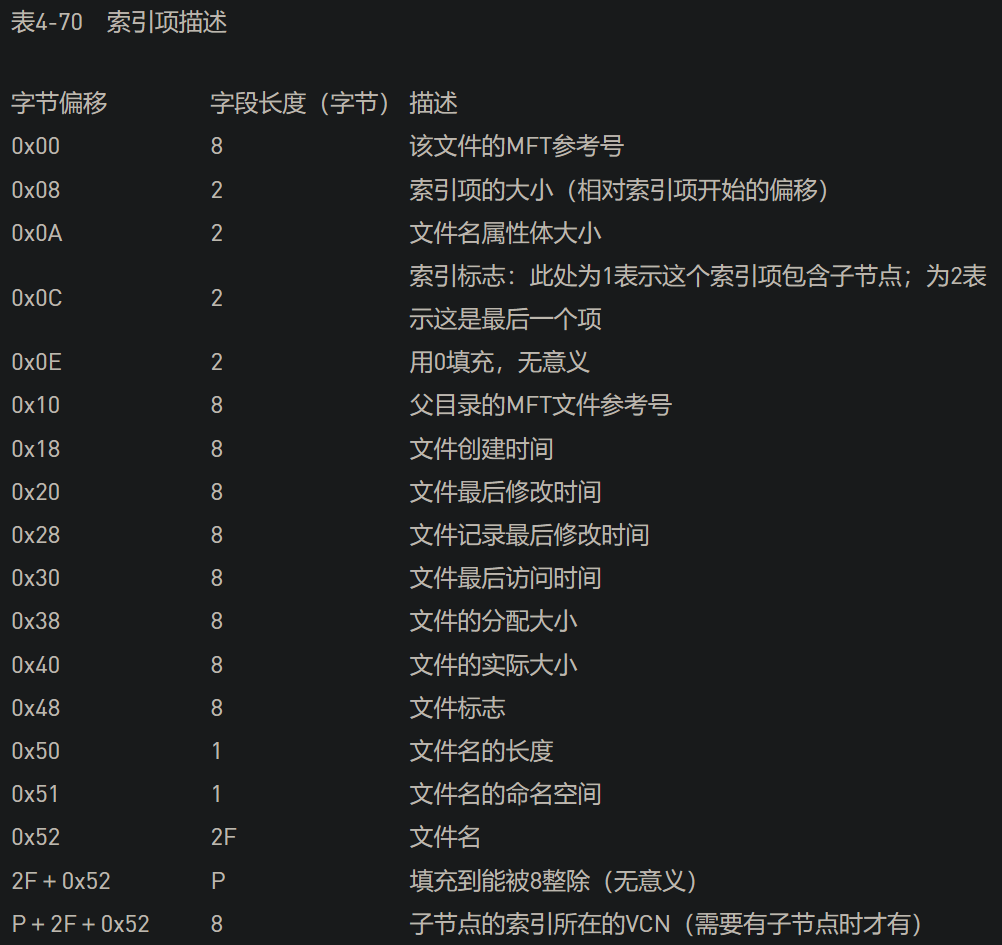 表4-70 索引项描述
字节偏移 字段长度（字节） 描述
0x00 8 该文件的MFT参考号
0x08 2 索引项的大小（相对索引项开始的偏移）
0x0A 2 文件名属性体大小
0x0C 2 索引标志：此处为1表示这个索引项包含子节点；为2表
示这是最后一个项
0x0E 2 用0填充，无意义
0x10 8 父目录的MFT文件参考号
0x18 8 文件创建时间
0x20 8 文件最后修改时间
0x28 8 文件记录最后修改时间
0x30 8 文件最后访问时间
0x38 8 文件的分配大小
0x40 8 文件的实际大小
0x48 8 文件标志
0x50 1 文件名的长度
0x51 1 文件名的命名空间
0x52 2F 文件名
2F + 0x52 P 填充到能被8整除（无意义）
P + 2F + 0x52 8 子节点的索引所在的VCN（需要有子节点时才有）